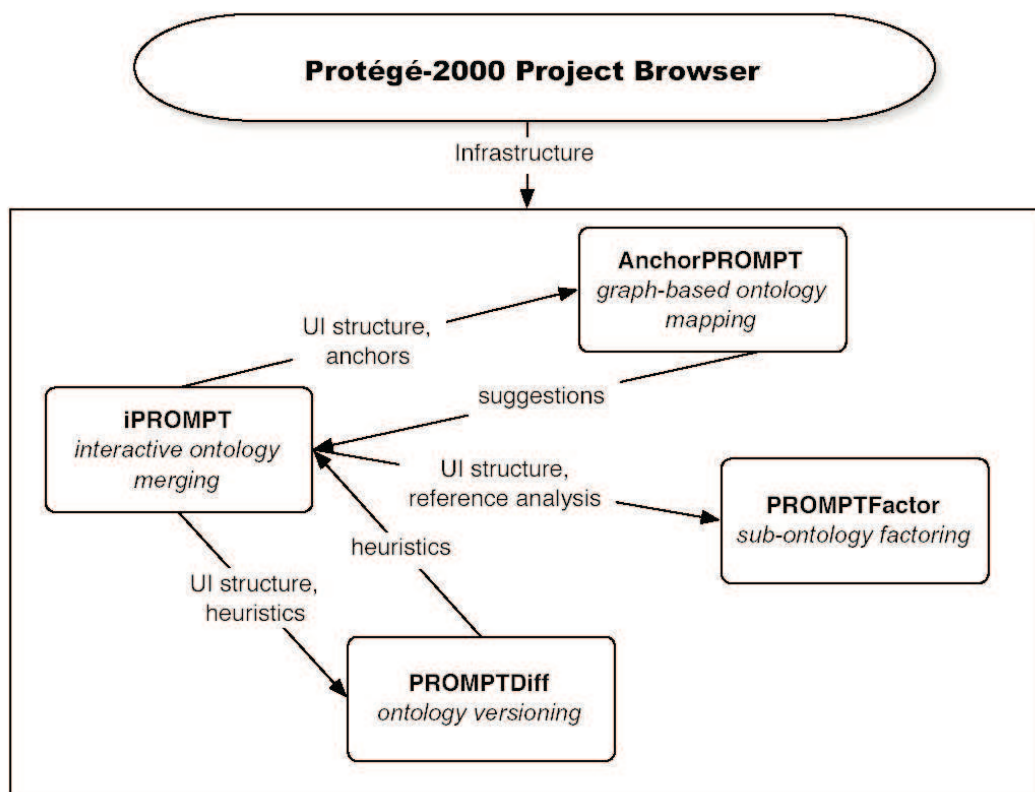 Protégé-2000 Project Browser
Infrastructure
AnchorPROMPT
graph-based ontology
mapping
UI structure,
anchors
suggestions
iPROMPT
interactive ontology
merging
UI structure,
reference analysis
PROMPTFactor
sub-ontology factoring
heuristics
UI structure,
heuristics
PROMPTDiff
ontology versioning